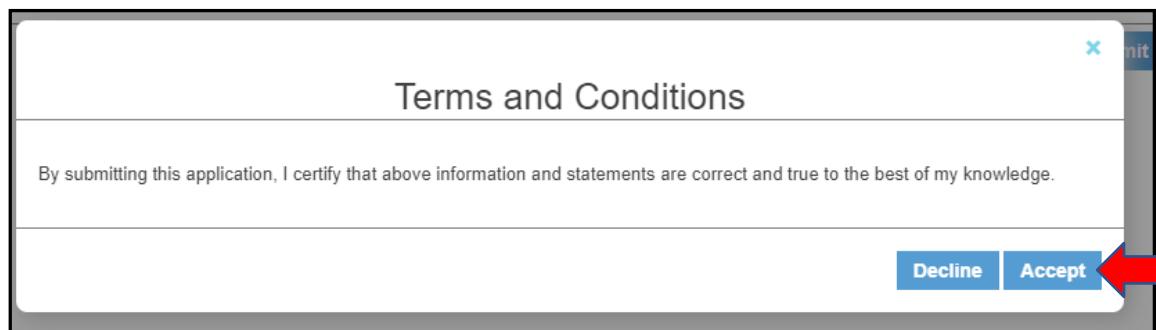 ×
mit
Terms and Conditions
By submitting this application, I certify that above information and statements are correct and true to the best of my knowledge.
Decline Accept